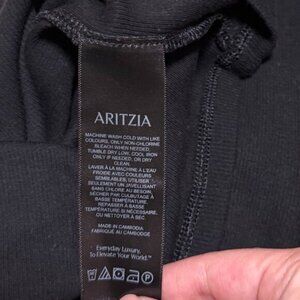 ARITZIA
MACHINE WASH COLD WITH LIKE
COLOURS, ONLY NON-CHLORINE
BLEACH WHEN NEEDED,
TUMBLE DRY LOW, COOL IRON
ONLY IF NEEDED, OR DRY
CLEAN.
LAVER À LA MACHINE À L'EAU
FROIDE AVEC COULEURS
SEMBLABLES, UTILISER
SEULEMENT UN JAVELLISANT
SANS CHLORE AU BESOIN,
SÉCHER PAR CULBUTAGE À
BASSE TEMPÉRATURE,
REPASSER À BASSE
TEMPÉRATURE SI NÉCESSAIRE,
OU NETTOYER À SEC.
MADE IN CAMBODIA
FABRIQUÉ AU CAMBODGE
Everyday Luxury.
To Elevate Your World.™